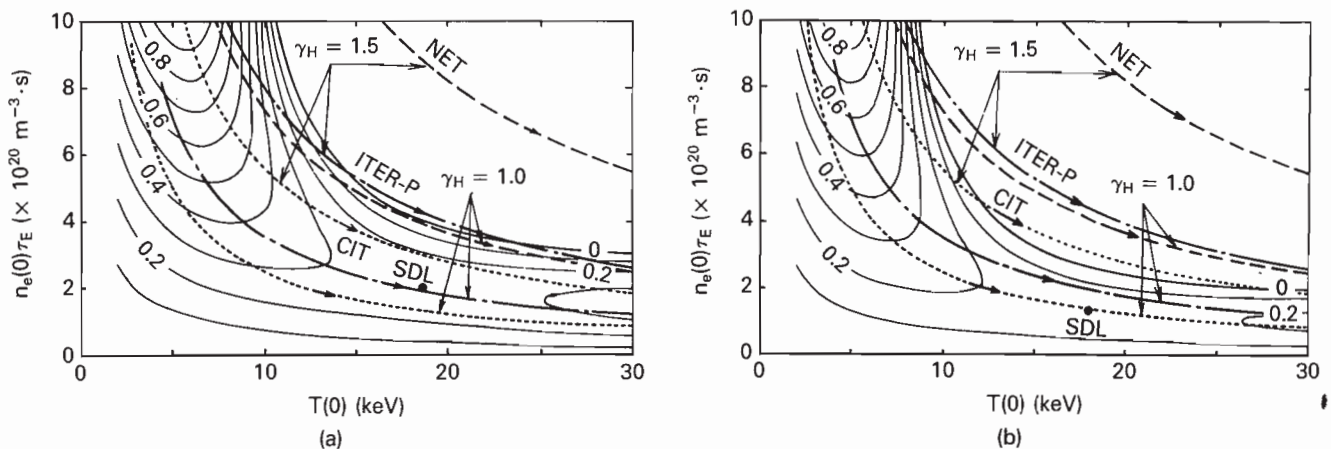 10
8
6
4
2
0
n_e(0)τ_E (× 10^20 m^−3·s)
0.8
0.6
0.4
0.2
γ_H = 1.5
NET
ITER-P
γ_H = 1.0
CIT
SDL
0
0.2
0
10
20
30
T(0) (keV)
(a)
10
8
6
4
2
0
n_e(0)τ_E (× 10^20 m^−3·s)
0.8
0.6
0.4
0.2
γ_H = 1.5
NET
ITER-P
γ_H = 1.0
CIT
SDL
0
0.2
0
10
20
30
T(0) (keV)
(b)